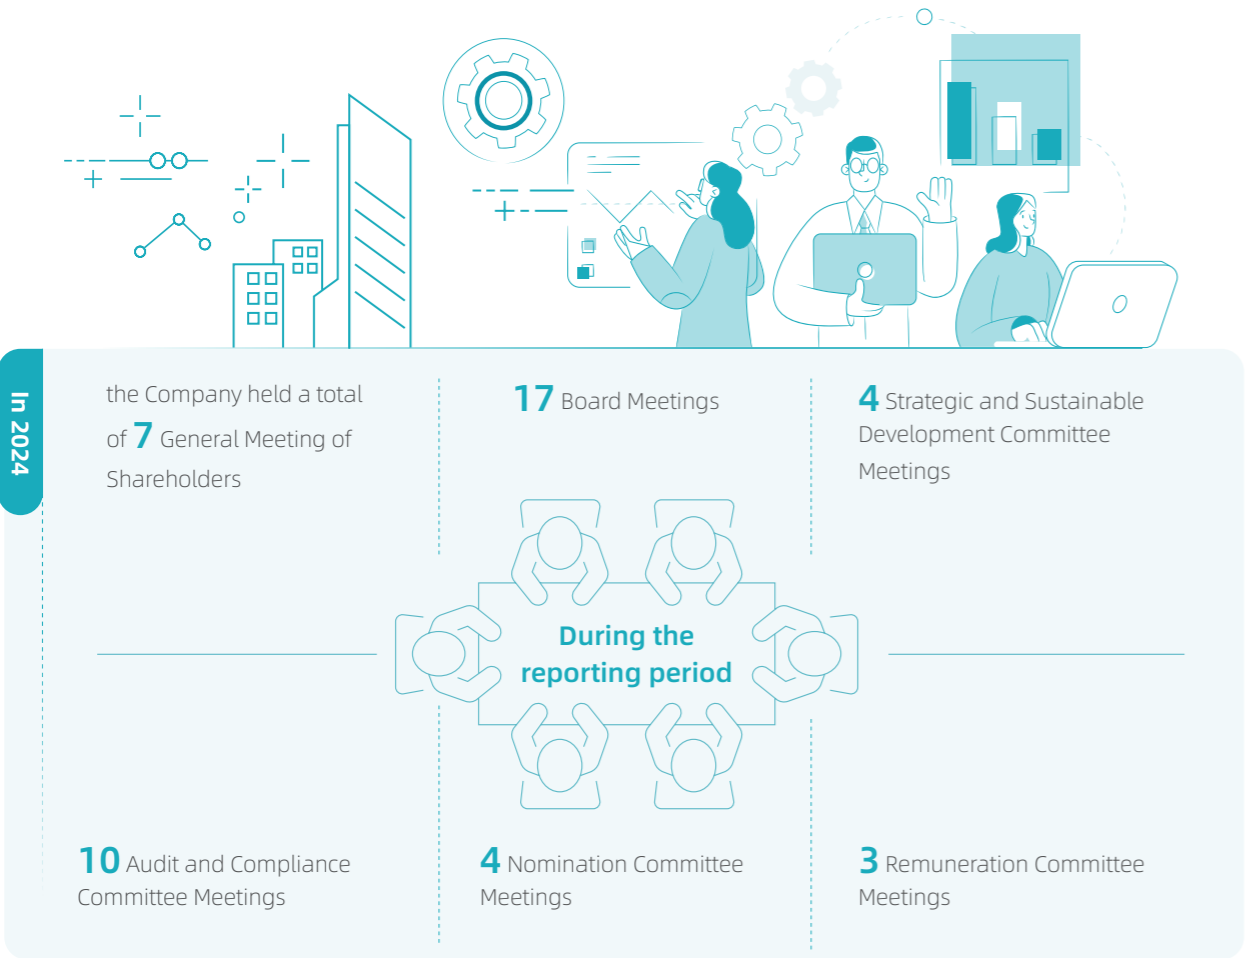 In 2024
the Company held a total
of 7 General Meeting of
Shareholders
17 Board Meetings
4 Strategic and Sustainable
Development Committee
Meetings
During the
reporting period
10 Audit and Compliance
Committee Meetings
4 Nomination Committee
Meetings
3 Remuneration Committee
Meetings